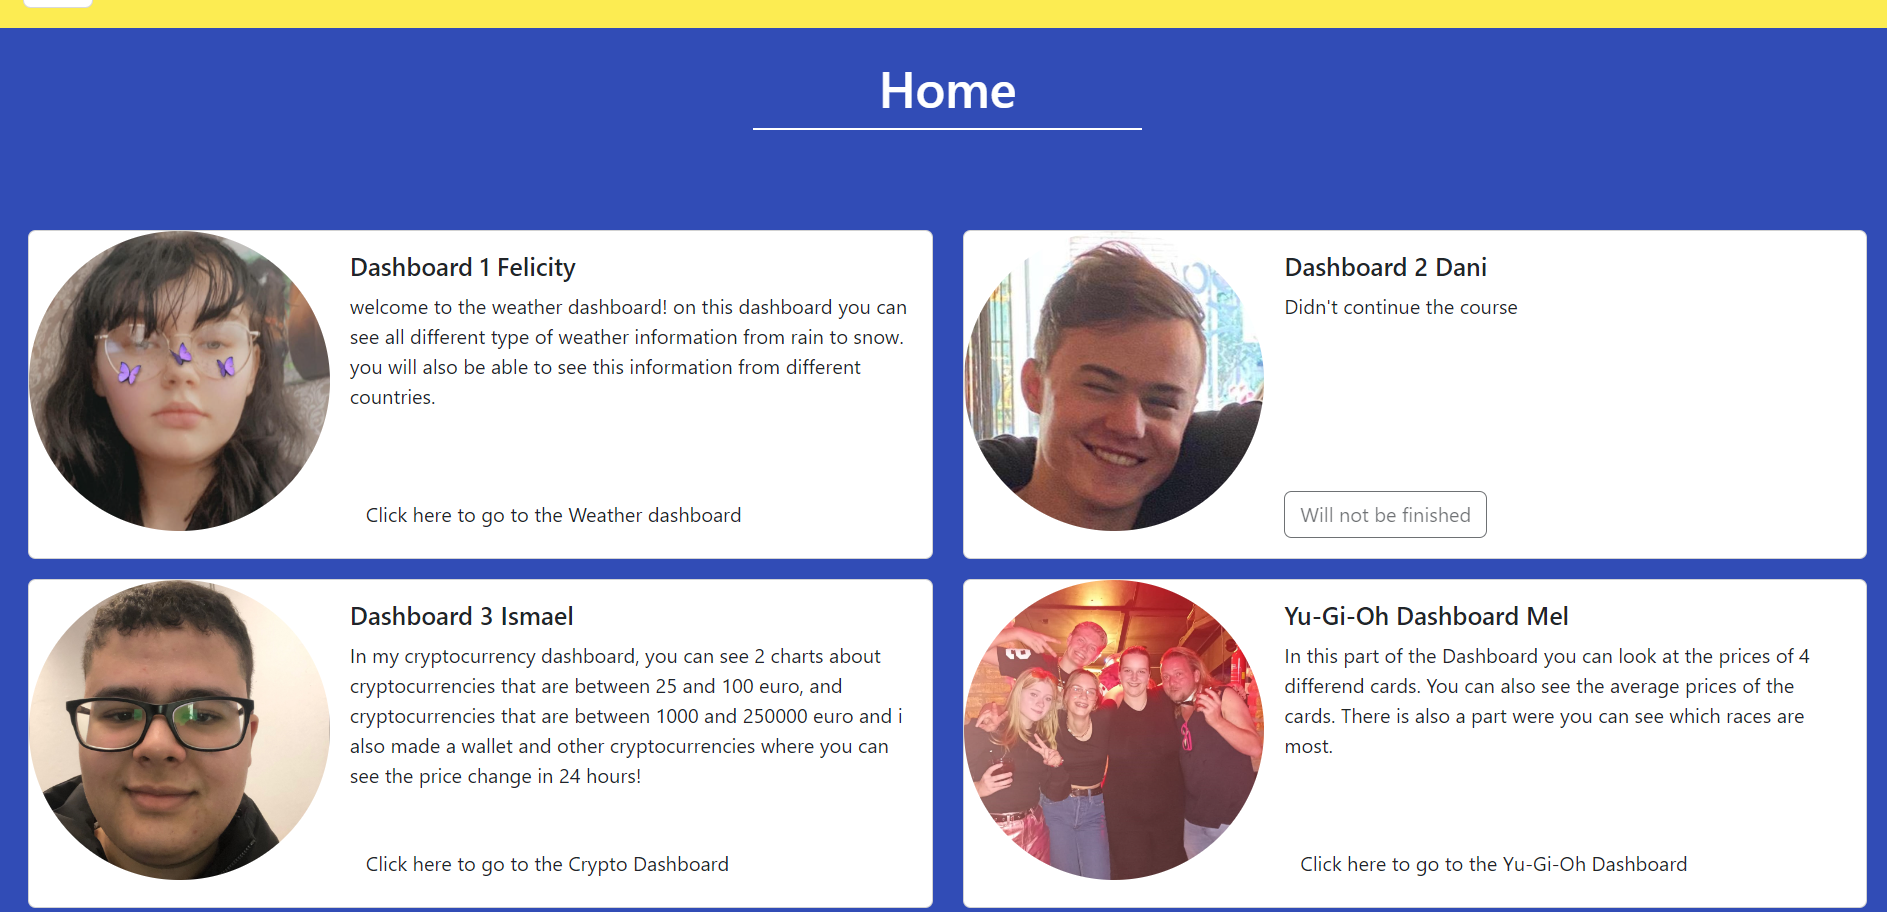 Home
Dashboard 1 Felicity
welcome to the weather dashboard! on this dashboard you can
see all different type of weather information from rain to snow.
you will also be able to see this information from different
countries.
Click here to go to the Weather dashboard
Dashboard 2 Dani
Didn't continue the course
Will not be finished
Dashboard 3 Ismael
In my cryptocurrency dashboard, you can see 2 charts about
cryptocurrencies that are between 25 and 100 euro, and
cryptocurrencies that are between 1000 and 250000 euro and i
also made a wallet and other cryptocurrencies where you can
see the price change in 24 hours!
Click here to go to the Crypto Dashboard
Yu-Gi-Oh Dashboard Mel
In this part of the Dashboard you can look at the prices of 4
differend cards. You can also see the average prices of the
cards. There is also a part were you can see which races are
most.
Click here to go to the Yu-Gi-Oh Dashboard